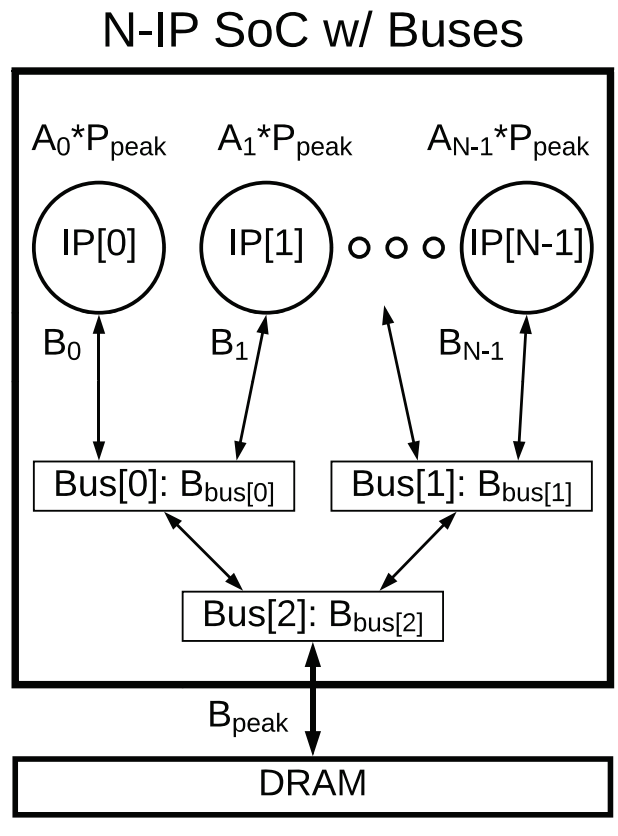 N-IP SoC w/ Buses
A0*Ppeak A1*Ppeak AN-1*Ppeak
IP[0] IP[1] IP[N-1]
B0 B1 BN-1
Bus[0]: Bbus[0] Bus[1]: Bbus[1]
Bus[2]: Bbus[2]
Bpeak
DRAM